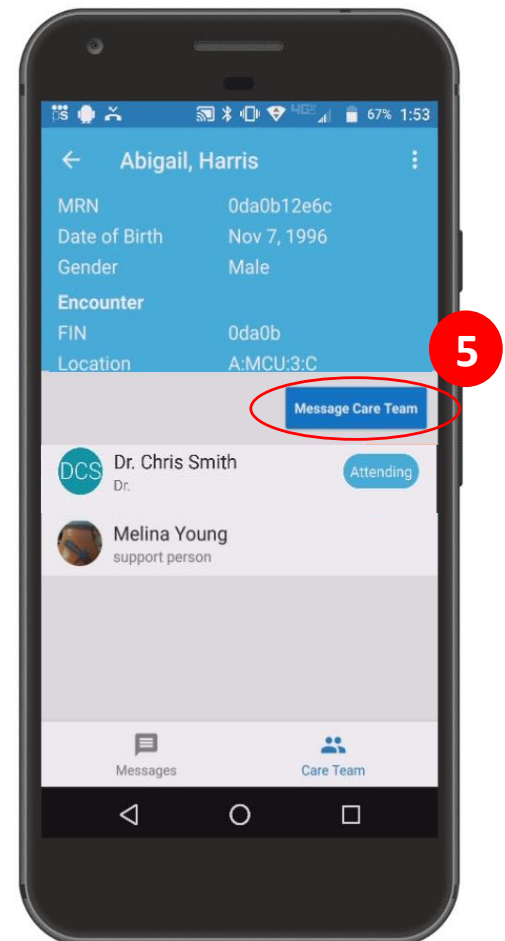 ps 4GE 67% 1:53
Abigail, Harris
MRN 0da0b12e6c
Date of Birth Nov 7, 1996
Gender Male
Encounter
FIN 0da0b
Location A:MCU:3:C
5
Message Care Team
DCS Dr. Chris Smith
Dr.
Attending
Melina Young
support person
Messages Care Team